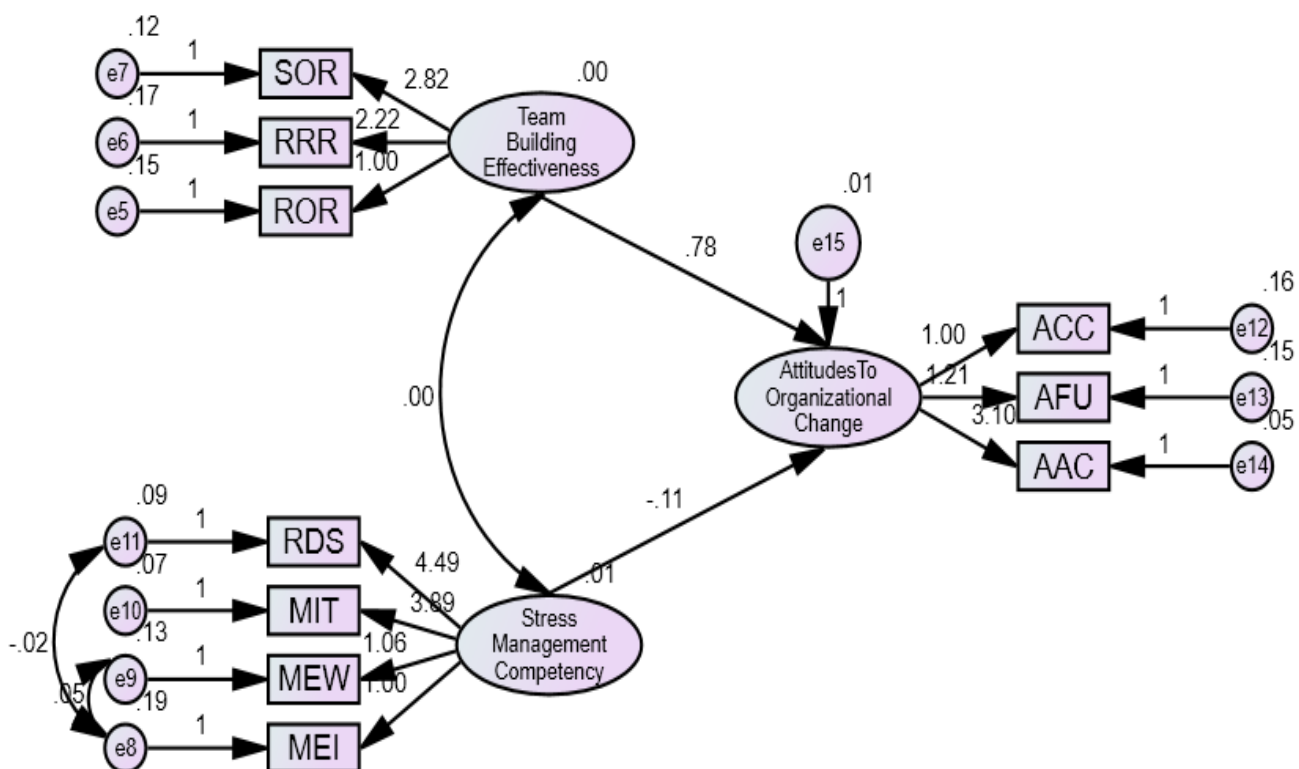 .12
e7
1
SOR
2.82
.17
e6
1
RRR
2.22
.15
e5
1
ROR
1.00
.00
Team
Building
Effectiveness
.78
.01
e15
1
.00
AttitudesTo
Organizational
Change
1.00
ACC
1
.16
e12
1.21
AFU
1
.15
e13
3.10
AAC
1
.05
e14
-.11
.09
e11
1
RDS
4.49
.07
e10
1
MIT
3.89
.13
e9
1
MEW
1.06
.19
e8
1
MEI
1.00
-.02
.05
.01
Stress
Management
Competency